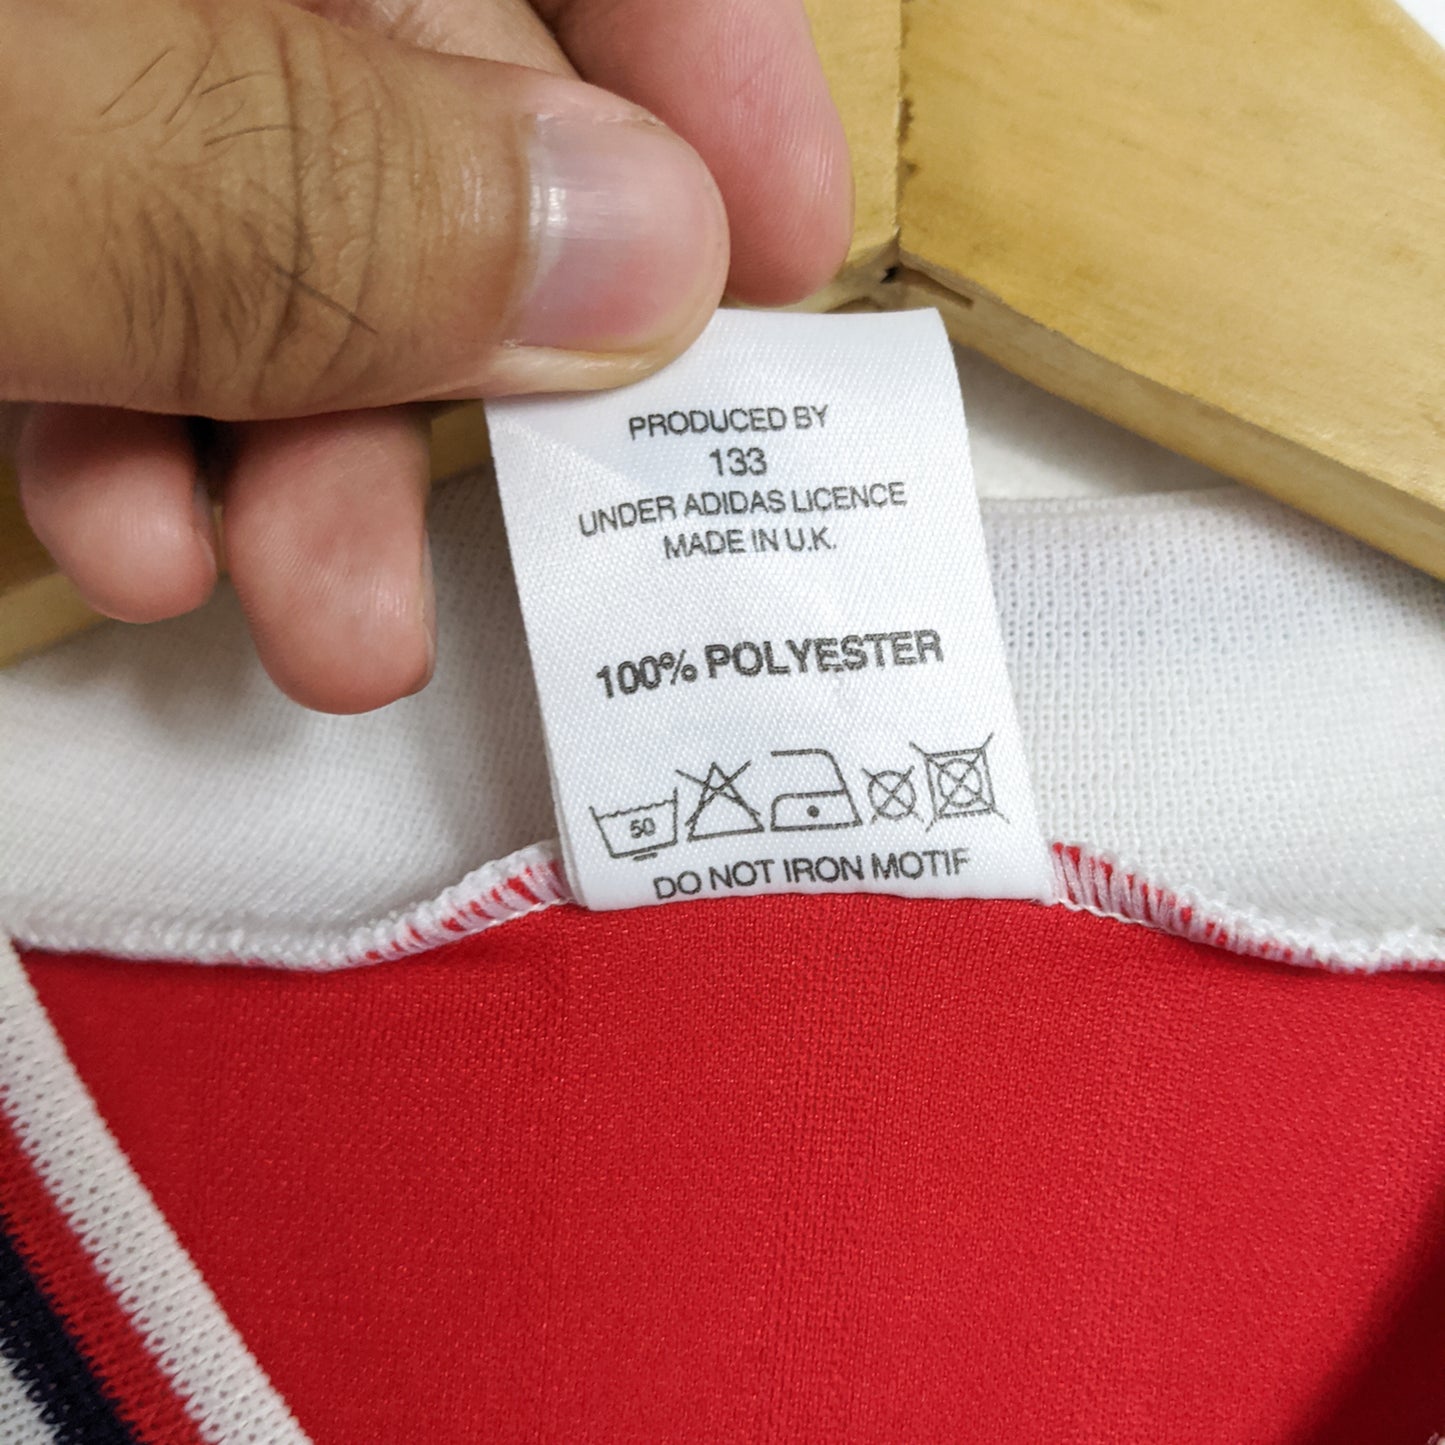 PRODUCED BY
133
UNDER ADIDAS LICENCE
MADE IN U.K.
100% POLYESTER
50
DO NOT IRON MOTIF